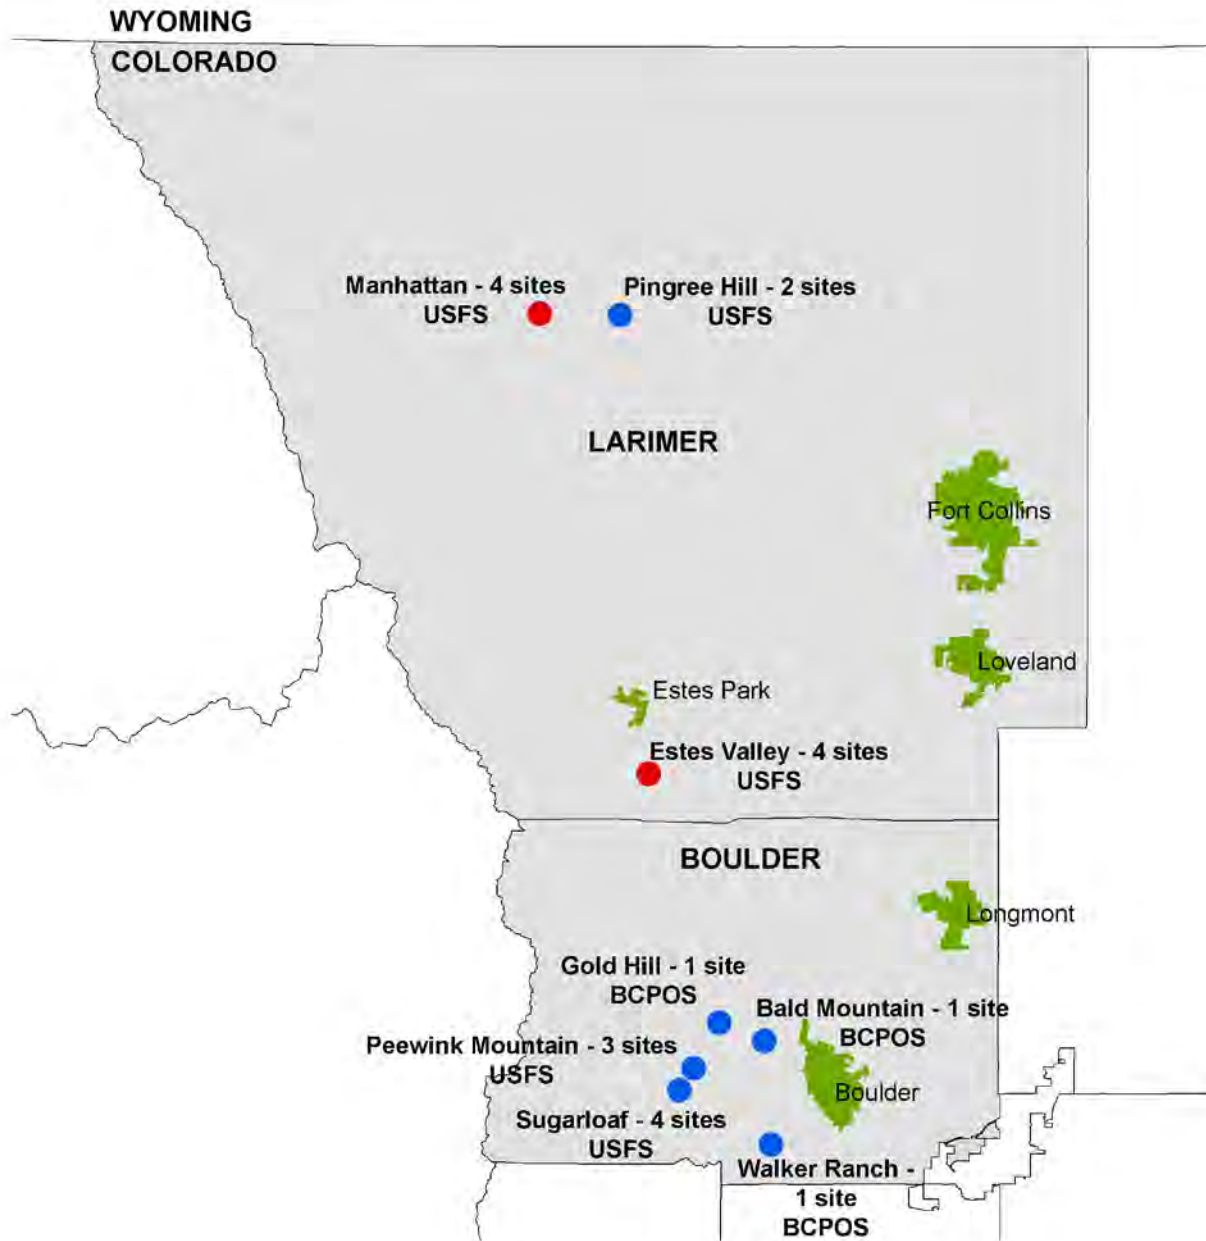 WYOMING
COLORADO
Manhattan - 4 sites
USFS
Pingree Hill - 2 sites
USFS
LARIMER
Fort Collins
Loveland
Estes Park
Estes Valley - 4 sites
USFS
BOULDER
Longmont
Gold Hill - 1 site
BCPOS
Bald Mountain - 1 site
BCPOS
Peewink Mountain - 3 sites
USFS
Boulder
Sugarloaf - 4 sites
USFS
Walker Ranch -
1 site
BCPOS